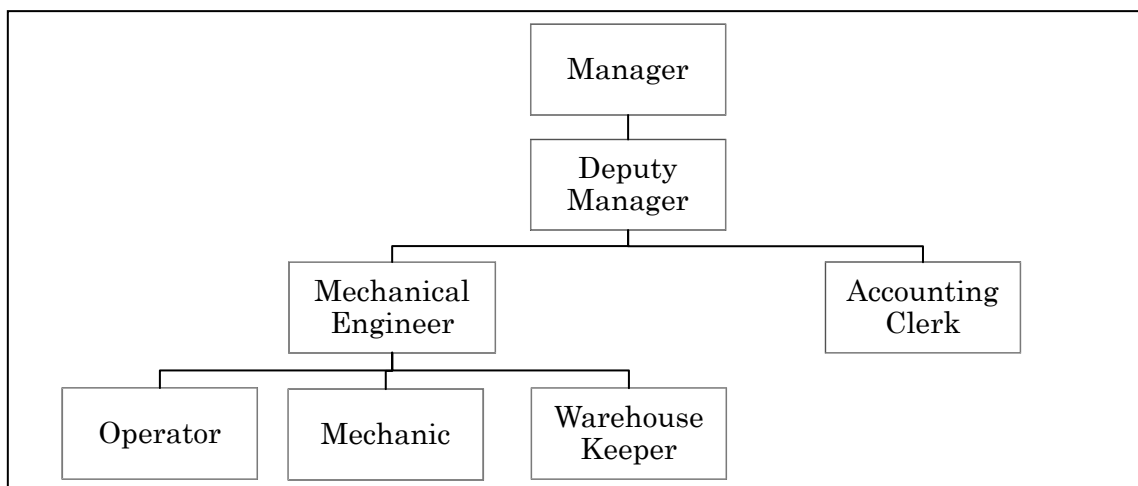 Manager
Deputy
Manager
Mechanical
Engineer
Accounting
Clerk
Operator
Mechanic
Warehouse
Keeper